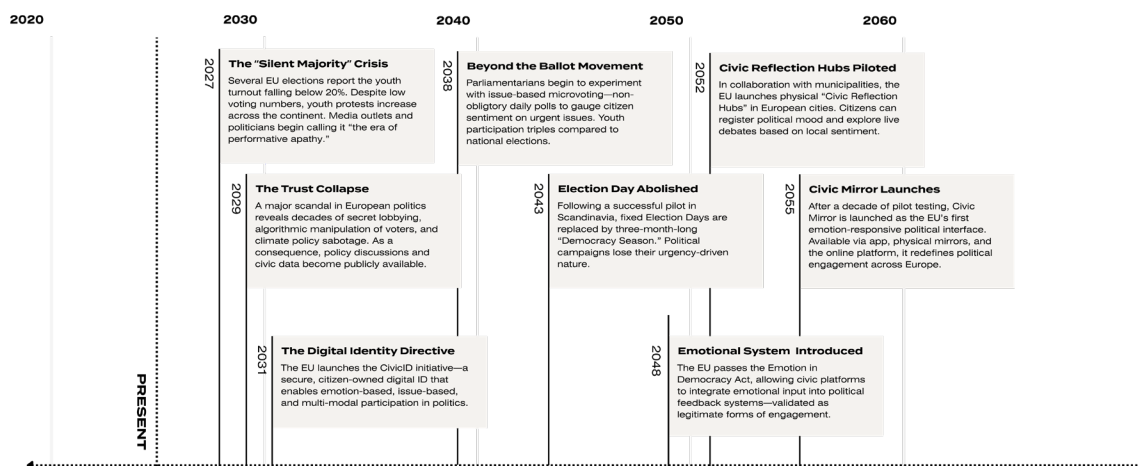 2020
2030
2040
2050
2060
2027
The "Silent Majority" Crisis
Several EU elections report the youth
turnout falling below 20%. Despite low
voting numbers, youth protests increase
across the continent. Media outlets and
politicians begin calling it "the era of
performative apathy."
2038
Beyond the Ballot Movement
Parliamentarians begin to experiment
with issue-based microvoting—non-
obligtory daily polls to gauge citizen
sentiment on urgent issues. Youth
participation triples compared to
national elections.
2052
Civic Reflection Hubs Piloted
In collaboration with municipalities, the
EU launches physical "Civic Reflection
Hubs" in European cities. Citizens can
register political mood and explore live
debates based on local sentiment.
2029
The Trust Collapse
A major scandal in European politics
reveals decades of secret lobbying,
algorithmic manipulation of voters, and
climate policy sabotage. As a
consequence, policy discussions and
civic data become publicly available.
2043
Election Day Abolished
Following a successful pilot in
Scandinavia, fixed Election Days are
replaced by three-month-long
"Democracy Season." Political
campaigns lose their urgency-driven
nature.
2055
Civic Mirror Launches
After a decade of pilot testing, Civic
Mirror is launched as the EU's first
emotion-responsive political interface.
Available via app, physical mirrors, and
the online platform, it redefines political
engagement across Europe.
PRESENT
2031
The Digital Identity Directive
The EU launches the CivicID initiative—a
secure, citizen-owned digital ID that
enables emotion-based, issue-based,
and multi-modal participation in politics.
2048
Emotional System Introduced
The EU passes the Emotion in
Democracy Act, allowing civic platforms
to integrate emotional input into political
feedback systems—validated as
legitimate forms of engagement.